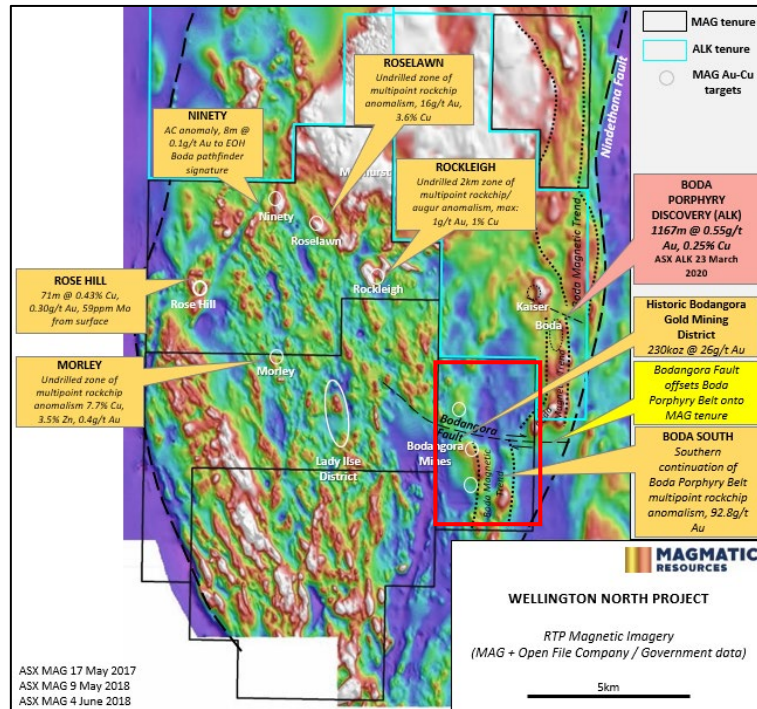 MAG tenure
ALK tenure
MAG Au-Cu
targets
Nindethana Fault
ROSELAWN
Undrilled zone of
multipoint rockchip
anomalism, 16g/t Au,
3.6% Cu
NINETY
AC anomaly, 8m @
0.1g/t Au to EOH
Boda pathfinder
signature
ROCKLEIGH
Undrilled 2km zone of
multipoint rockchip/
augur anomalism, max:
1g/t Au, 1% Cu
Ninety
Roselawn
Boda Magnetic Trend
BODA
PORPHYRY
DISCOVERY (ALK)
1167m @ 0.55g/t
Au, 0.25% Cu
ASX ALK 23 March
2020
ROSE HILL
71m @ 0.43% Cu,
0.30g/t Au, 59ppm Mo
from surface
Rose Hill
Rockleigh
Kaiser
Boda
Historic Bodangora
Gold Mining
District
230koz @ 26g/t Au
MORLEY
Undrilled zone of
multipoint rockchip
anomalism 7.7% Cu,
3.5% Zn, 0.4g/t Au
Morley
Bodangora Fault
offsets Boda
Porphyry Belt onto
MAG tenure
Bodangora
Fault
Bodangora
Mines
Lady Ilse
District
Boda Magnetic
Trend
BODA SOUTH
Southern
continuation of
Boda Porphyry Belt
multipoint rockchip
anomalism, 92.8g/t
Au
MAGMATIC
RESOURCES
WELLINGTON NORTH PROJECT
RTP Magnetic Imagery
(MAG + Open File Company / Government data)
5km
ASX MAG 17 May 2017
ASX MAG 9 May 2018
ASX MAG 4 June 2018